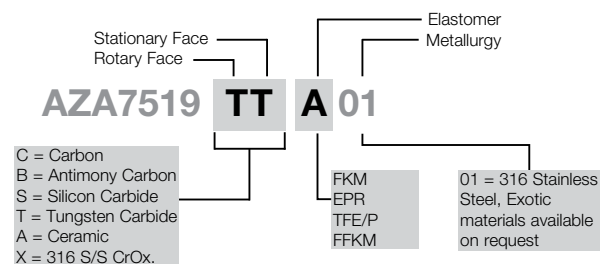 Elastomer
Stationary Face
Metallurgy
Rotary Face
AZA7519 TT A 01
C = Carbon
B = Antimony Carbon
S = Silicon Carbide
T = Tungsten Carbide
A = Ceramic
X = 316 S/S CrOx.
FKM
EPR
TFE/P
FFKM
01 = 316 Stainless
Steel, Exotic
materials available
on request